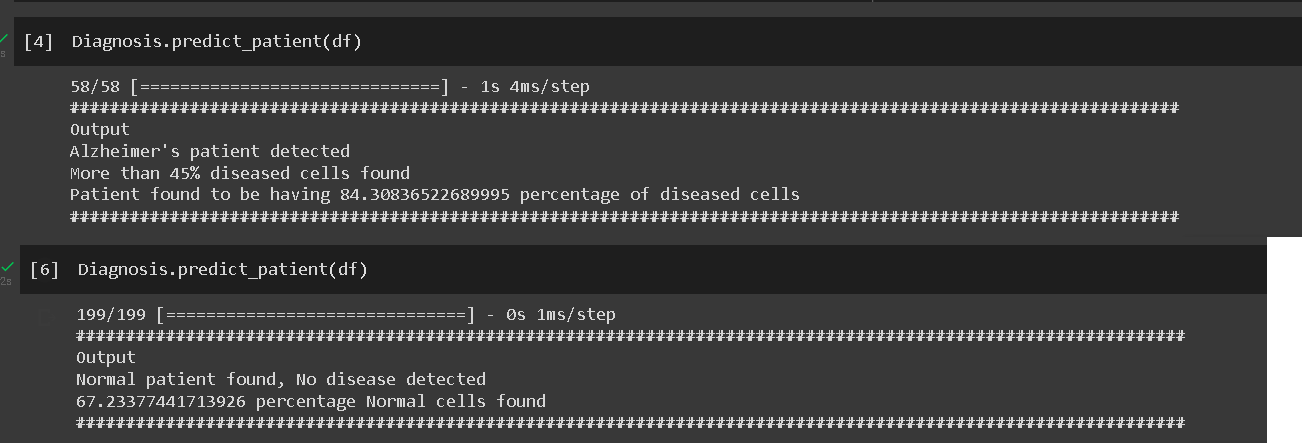 [4] Diagnosis.predict_patient(df)
s
58/58 [==============================] - 1s 4ms/step
###############################################################################################################
Output
Alzheimer's patient detected
More than 45% diseased cells found
Patient found to be having 84.30836522689995 percentage of diseased cells
###############################################################################################################
[6] Diagnosis.predict_patient(df)
2s
199/199 [==============================] - 0s 1ms/step
###############################################################################################################
Output
Normal patient found, No disease detected
67.23377441713926 percentage Normal cells found
###############################################################################################################